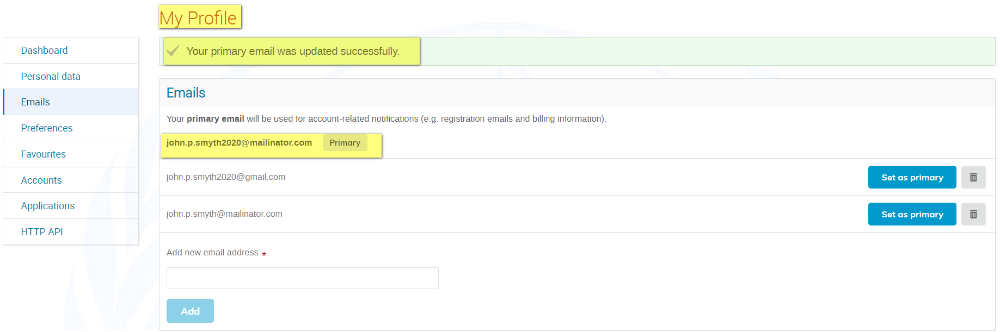 My Profile
Dashboard
Personal data
Emails
Preferences
Favourites
Accounts
Applications
HTTP API
Your primary email was updated successfully.
Emails
Your primary email will be used for account-related notifications (e.g. registration emails and billing information).
john.p.smyth2020@mailinator.com Primary
john.p.smyth2020@gmail.com Set as primary
john.p.smyth@mailinator.com Set as primary
Add new email address *
Add